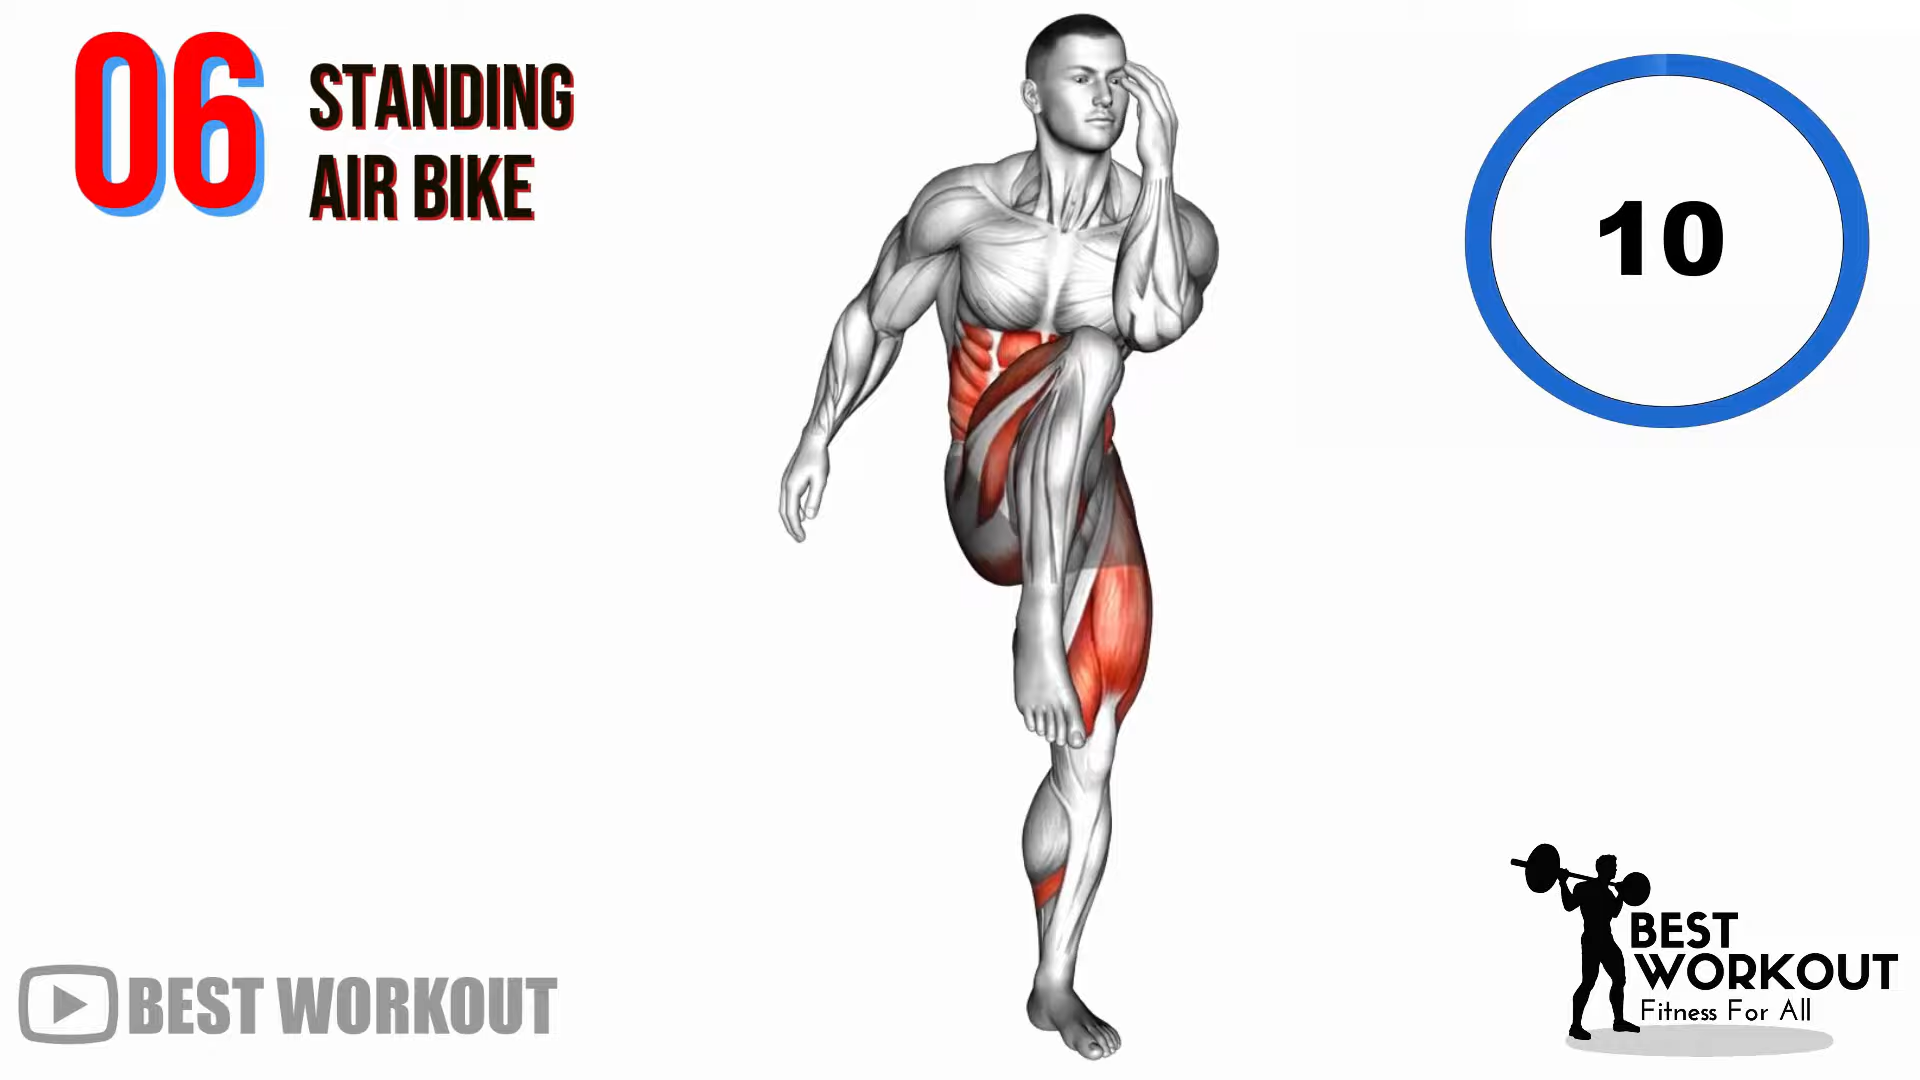 06
STANDING
AIR BIKE
10
BEST WORKOUT
BEST
WORKOUT
Fitness For All